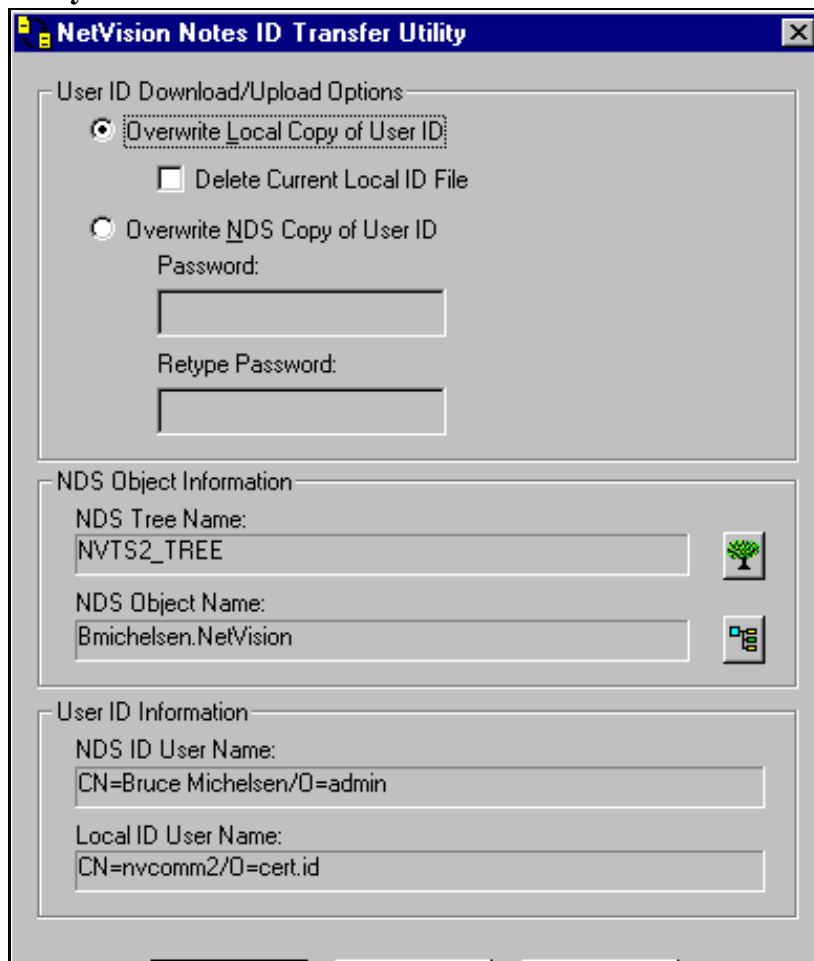 NetVision Notes ID Transfer Utility
User ID Download/Upload Options
Overwrite Local Copy of User ID
Delete Current Local ID File
Overwrite NDS Copy of User ID
Password:
Retype Password:
NDS Object Information
NDS Tree Name:
NVTS2_TREE
NDS Object Name:
Bmichelsen.NetVision
User ID Information
NDS ID User Name:
CN=Bruce Michelsen/O=admin
Local ID User Name:
CN=nvcomm2/O=cert.id